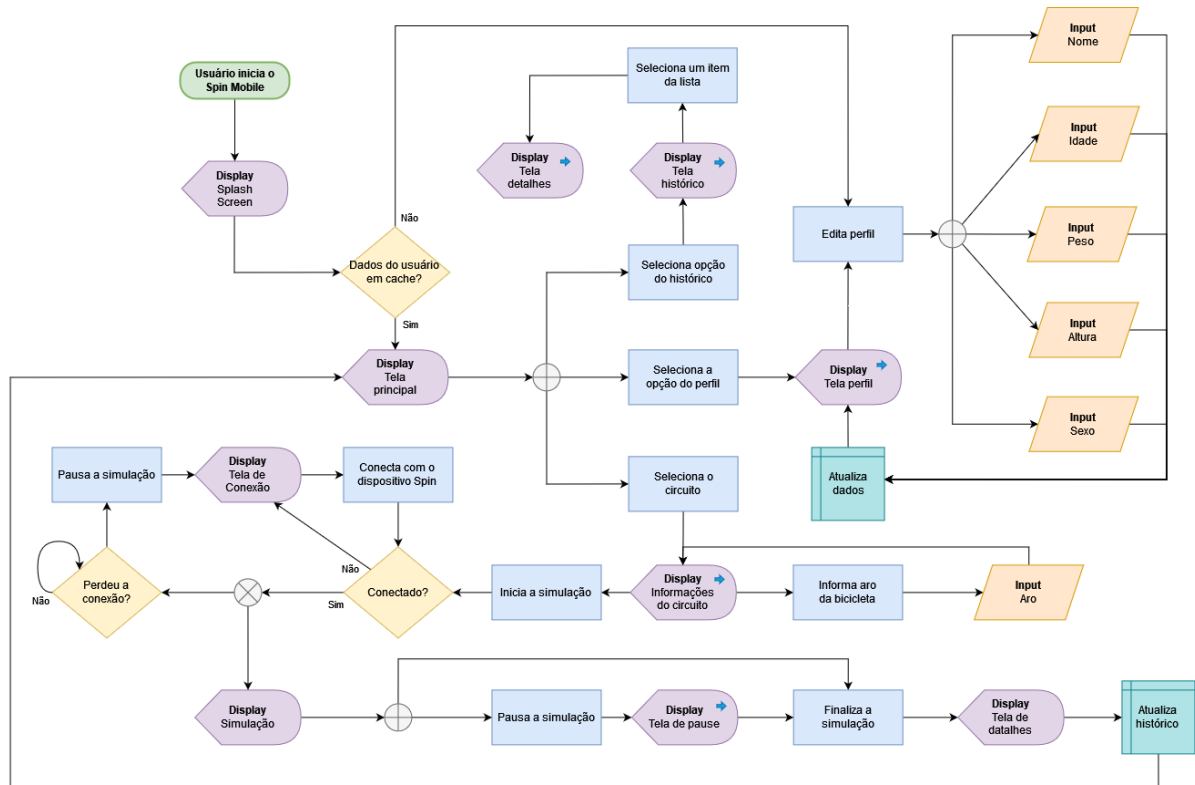 Input
Nome
Usuário inicia o
Spin Mobile
Seleciona um item
da lista
Input
Idade
Display
Splash
Screen
Display
Tela
detalhes
Display
Tela
histórico
Não
Edita perfil
Input
Peso
Dados do usuário
em cache?
Seleciona opção
do histórico
Sim
Input
Altura
Display
Tela
principal
Seleciona a
opção do perfil
Display
Tela perfil
Input
Sexo
Pausa a simulação
Display
Tela de
Conexão
Conecta com o
dispositivo Spin
Seleciona o
circuito
Atualiza
dados
Perdeu a
conexão?
Não
Não
Conectado?
Sim
Inicia a simulação
Display
Informações
do circuito
Informa aro
da bicicleta
Input
Aro
Display
Simulação
Pausa a simulação
Display
Tela de pause
Finaliza a
simulação
Display
Tela de
datalhes
Atualiza
histórico